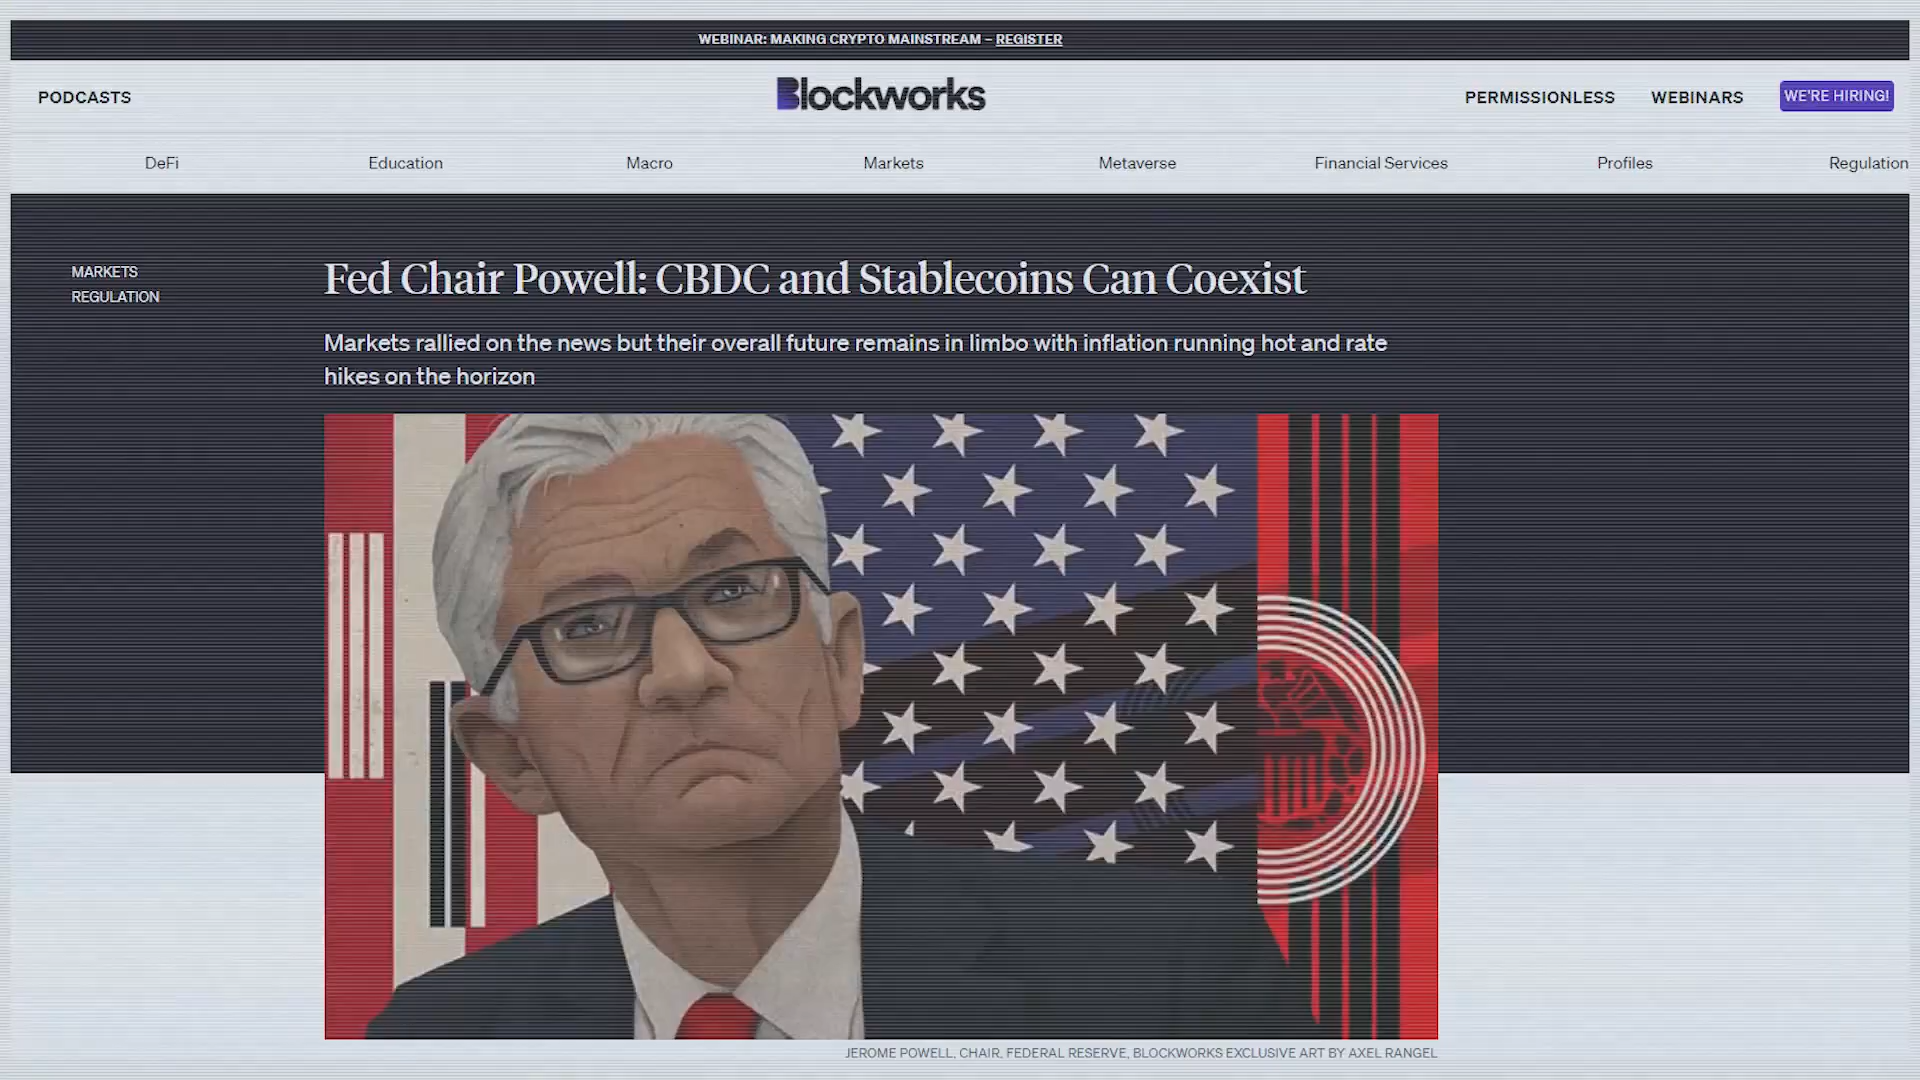 WEBINAR: MAKING CRYPTO MAINSTREAM – REGISTER
PODCASTS
Blockworks
PERMISSIONLESS
WEBINARS
WE'RE HIRING!
DeFi
Education
Macro
Markets
Metaverse
Financial Services
Profiles
Regulation
MARKETS
REGULATION
Fed Chair Powell: CBDC and Stablecoins Can Coexist
Markets rallied on the news but their overall future remains in limbo with inflation running hot and rate
hikes on the horizon
JEROME POWELL, CHAIR, FEDERAL RESERVE, BLOCKWORKS EXCLUSIVE ART BY AXEL RANGEL